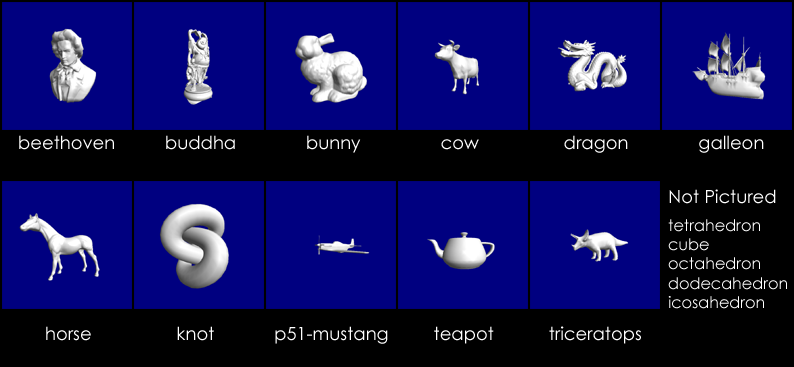 beethoven
buddha
bunny
cow
dragon
galleon
horse
knot
p51-mustang
teapot
triceratops
Not Pictured
tetrahedron
cube
octahedron
dodecahedron
icosahedron